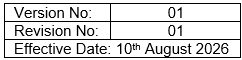 Version No: 01
Revision No: 01
Effective Date: 10th August 2026